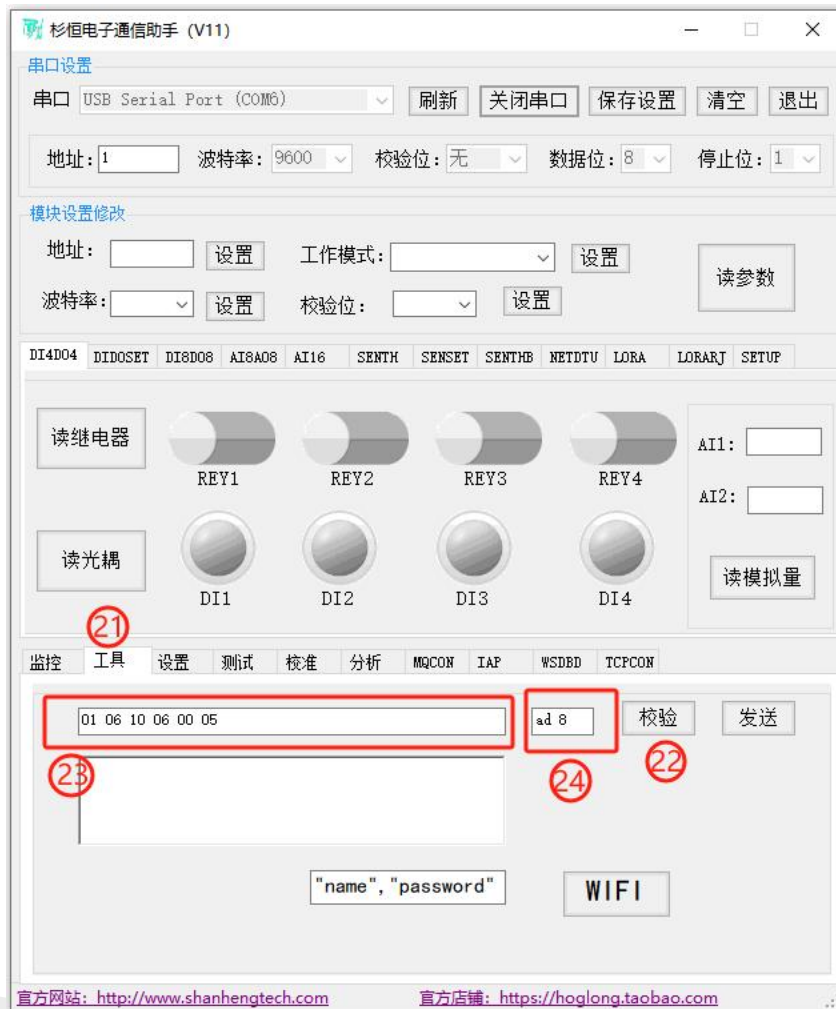 杉恒电子通信助手 (V11)
串口设置
串口 USB Serial Port (COM6) 刷新 关闭串口 保存设置 清空 退出
地址: 1 波特率: 9600 校验位: 无 数据位: 8 停止位: 1
模块设置修改
地址: 设置 工作模式: 设置 读参数
波特率: 设置 校验位: 设置
DI4DO4 DIDOSET DI8DO8 AI8AO8 AI16 SENTH SENSET SENTHB NETDTU LORA LORARJ SETUP
读继电器 AI1:
REY1 REY2 REY3 REY4
AI2:
读光耦 读模拟量
DI1 DI2 DI3 DI4
21
监控 工具 设置 测试 校准 分析 MQCON IAP WSDBD TCPCON
01 06 10 06 00 05 ad 8 校验 发送
23 24 22
"name","password" WIFI
官方网站: http://www.shanhengtech.com 官方店铺: https://hoglong.taobao.com